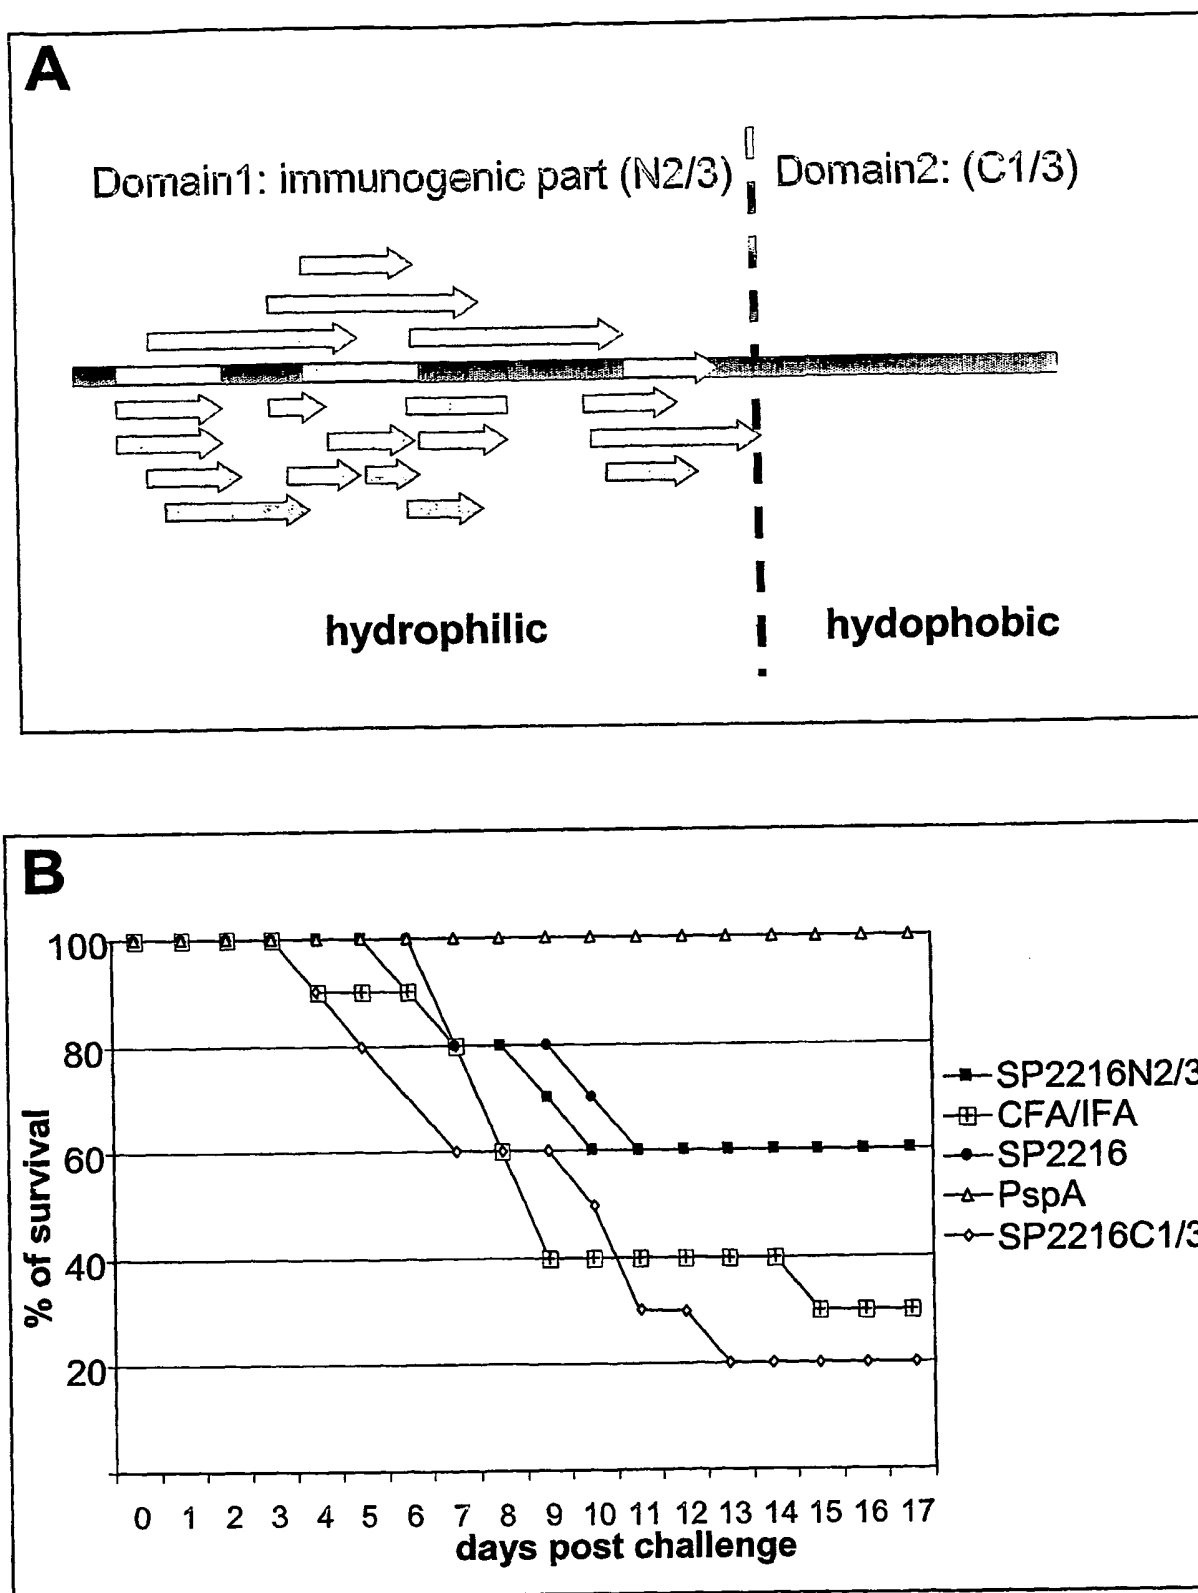 A
Domain1: immunogenic part (N2/3)
Domain2: (C1/3)
hydrophilic
hydophobic
B
100
80
60
40
20
% of survival
0 1 2 3 4 5 6 7 8 9 10 11 12 13 14 15 16 17
days post challenge
SP2216N2/3
CFA/IFA
SP2216
PspA
SP2216C1/3